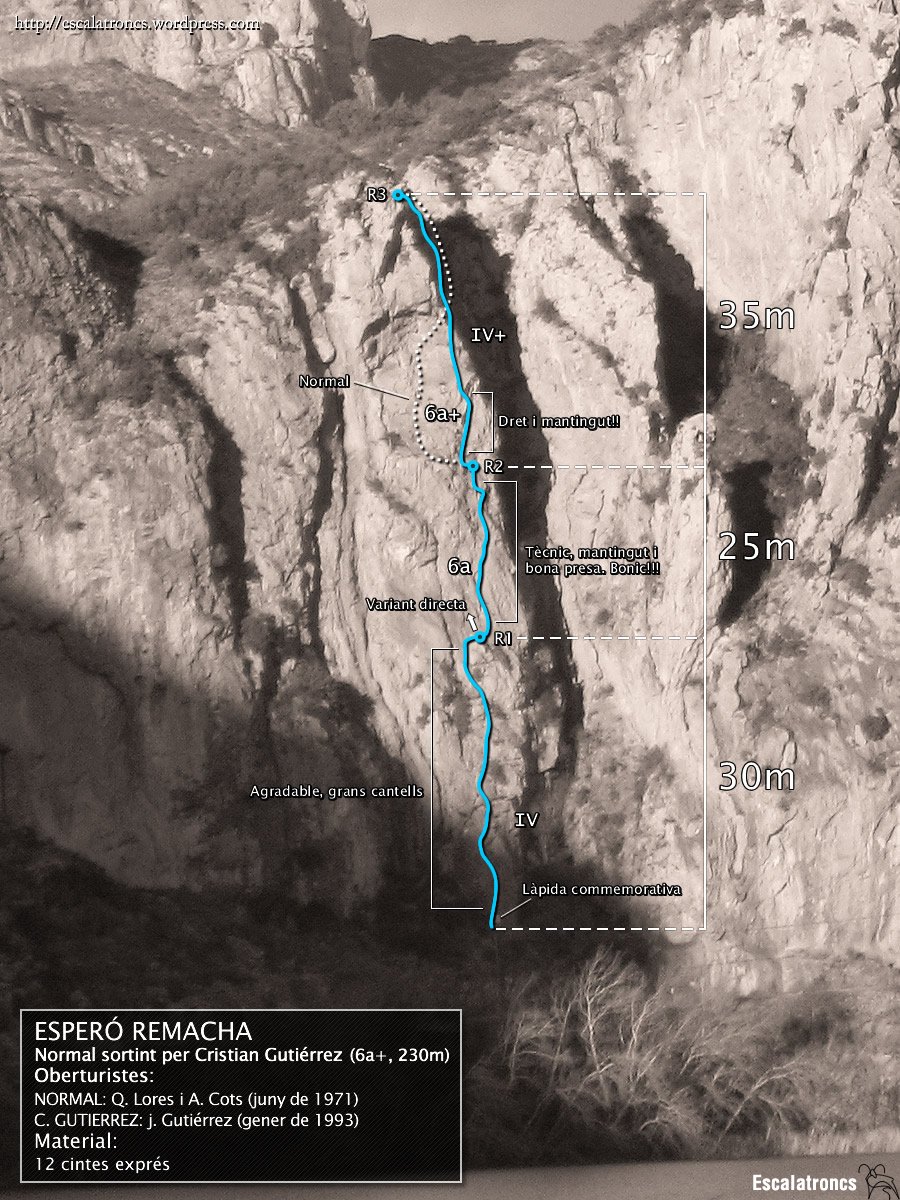 http://escalatroncs.wordpress.com
R3
35m
IV+
Normal
6a+
Dret i mantingut!!
R2
25m
Tècnic, mantingut i
bona presa. Bonic!!!
6a
Variant directa
R1
30m
Agradable, grans cantells
IV
Làpida commemorativa
ESPERÓ REMACHA
Normal sortint per Cristian Gutiérrez (6a+, 230m)
Oberturistes:
NORMAL: Q. Lores i A. Cots (juny de 1971)
C. GUTIERREZ: j. Gutiérrez (gener de 1993)
Material:
12 cintes exprés
Escalatroncs